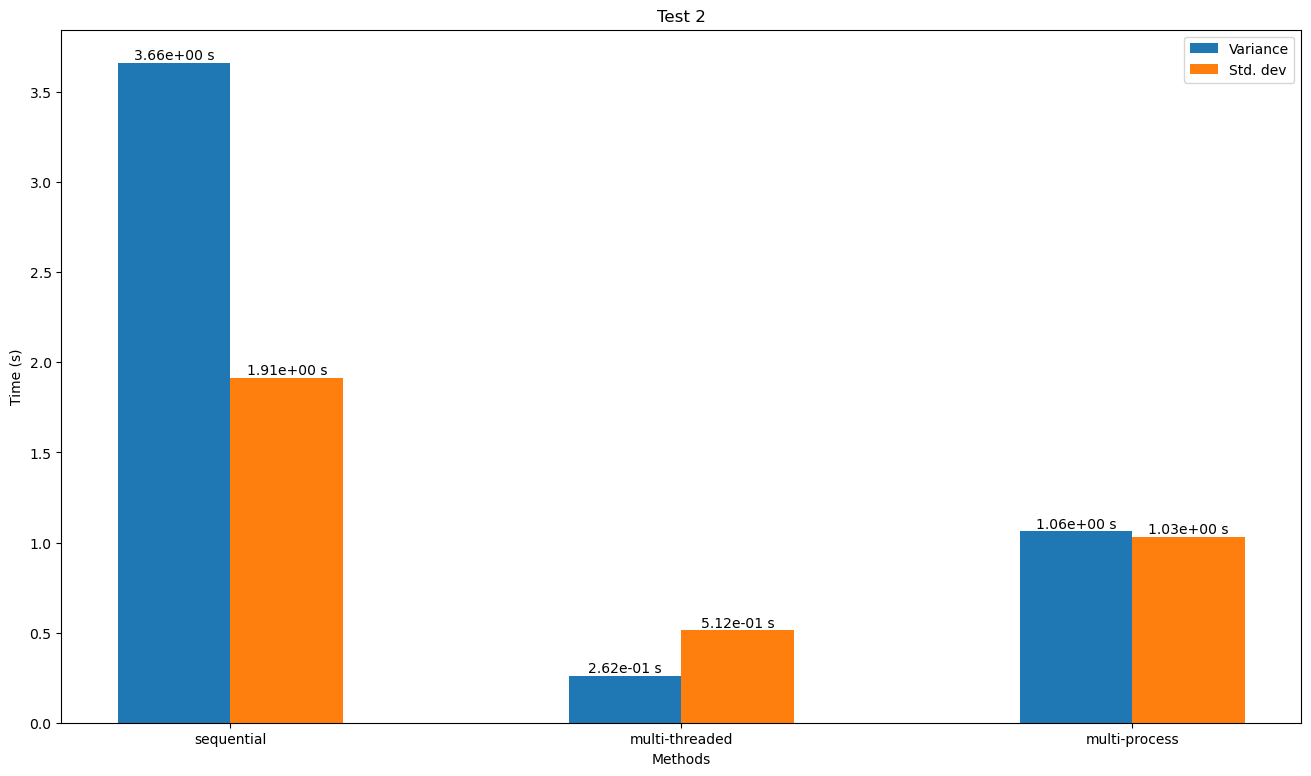 Test 2
Variance
Std. dev
3.66e+00 s
1.91e+00 s
2.62e-01 s
5.12e-01 s
1.06e+00 s
1.03e+00 s
Time (s)
3.5
3.0
2.5
2.0
1.5
1.0
0.5
0.0
sequential
multi-threaded
multi-process
Methods